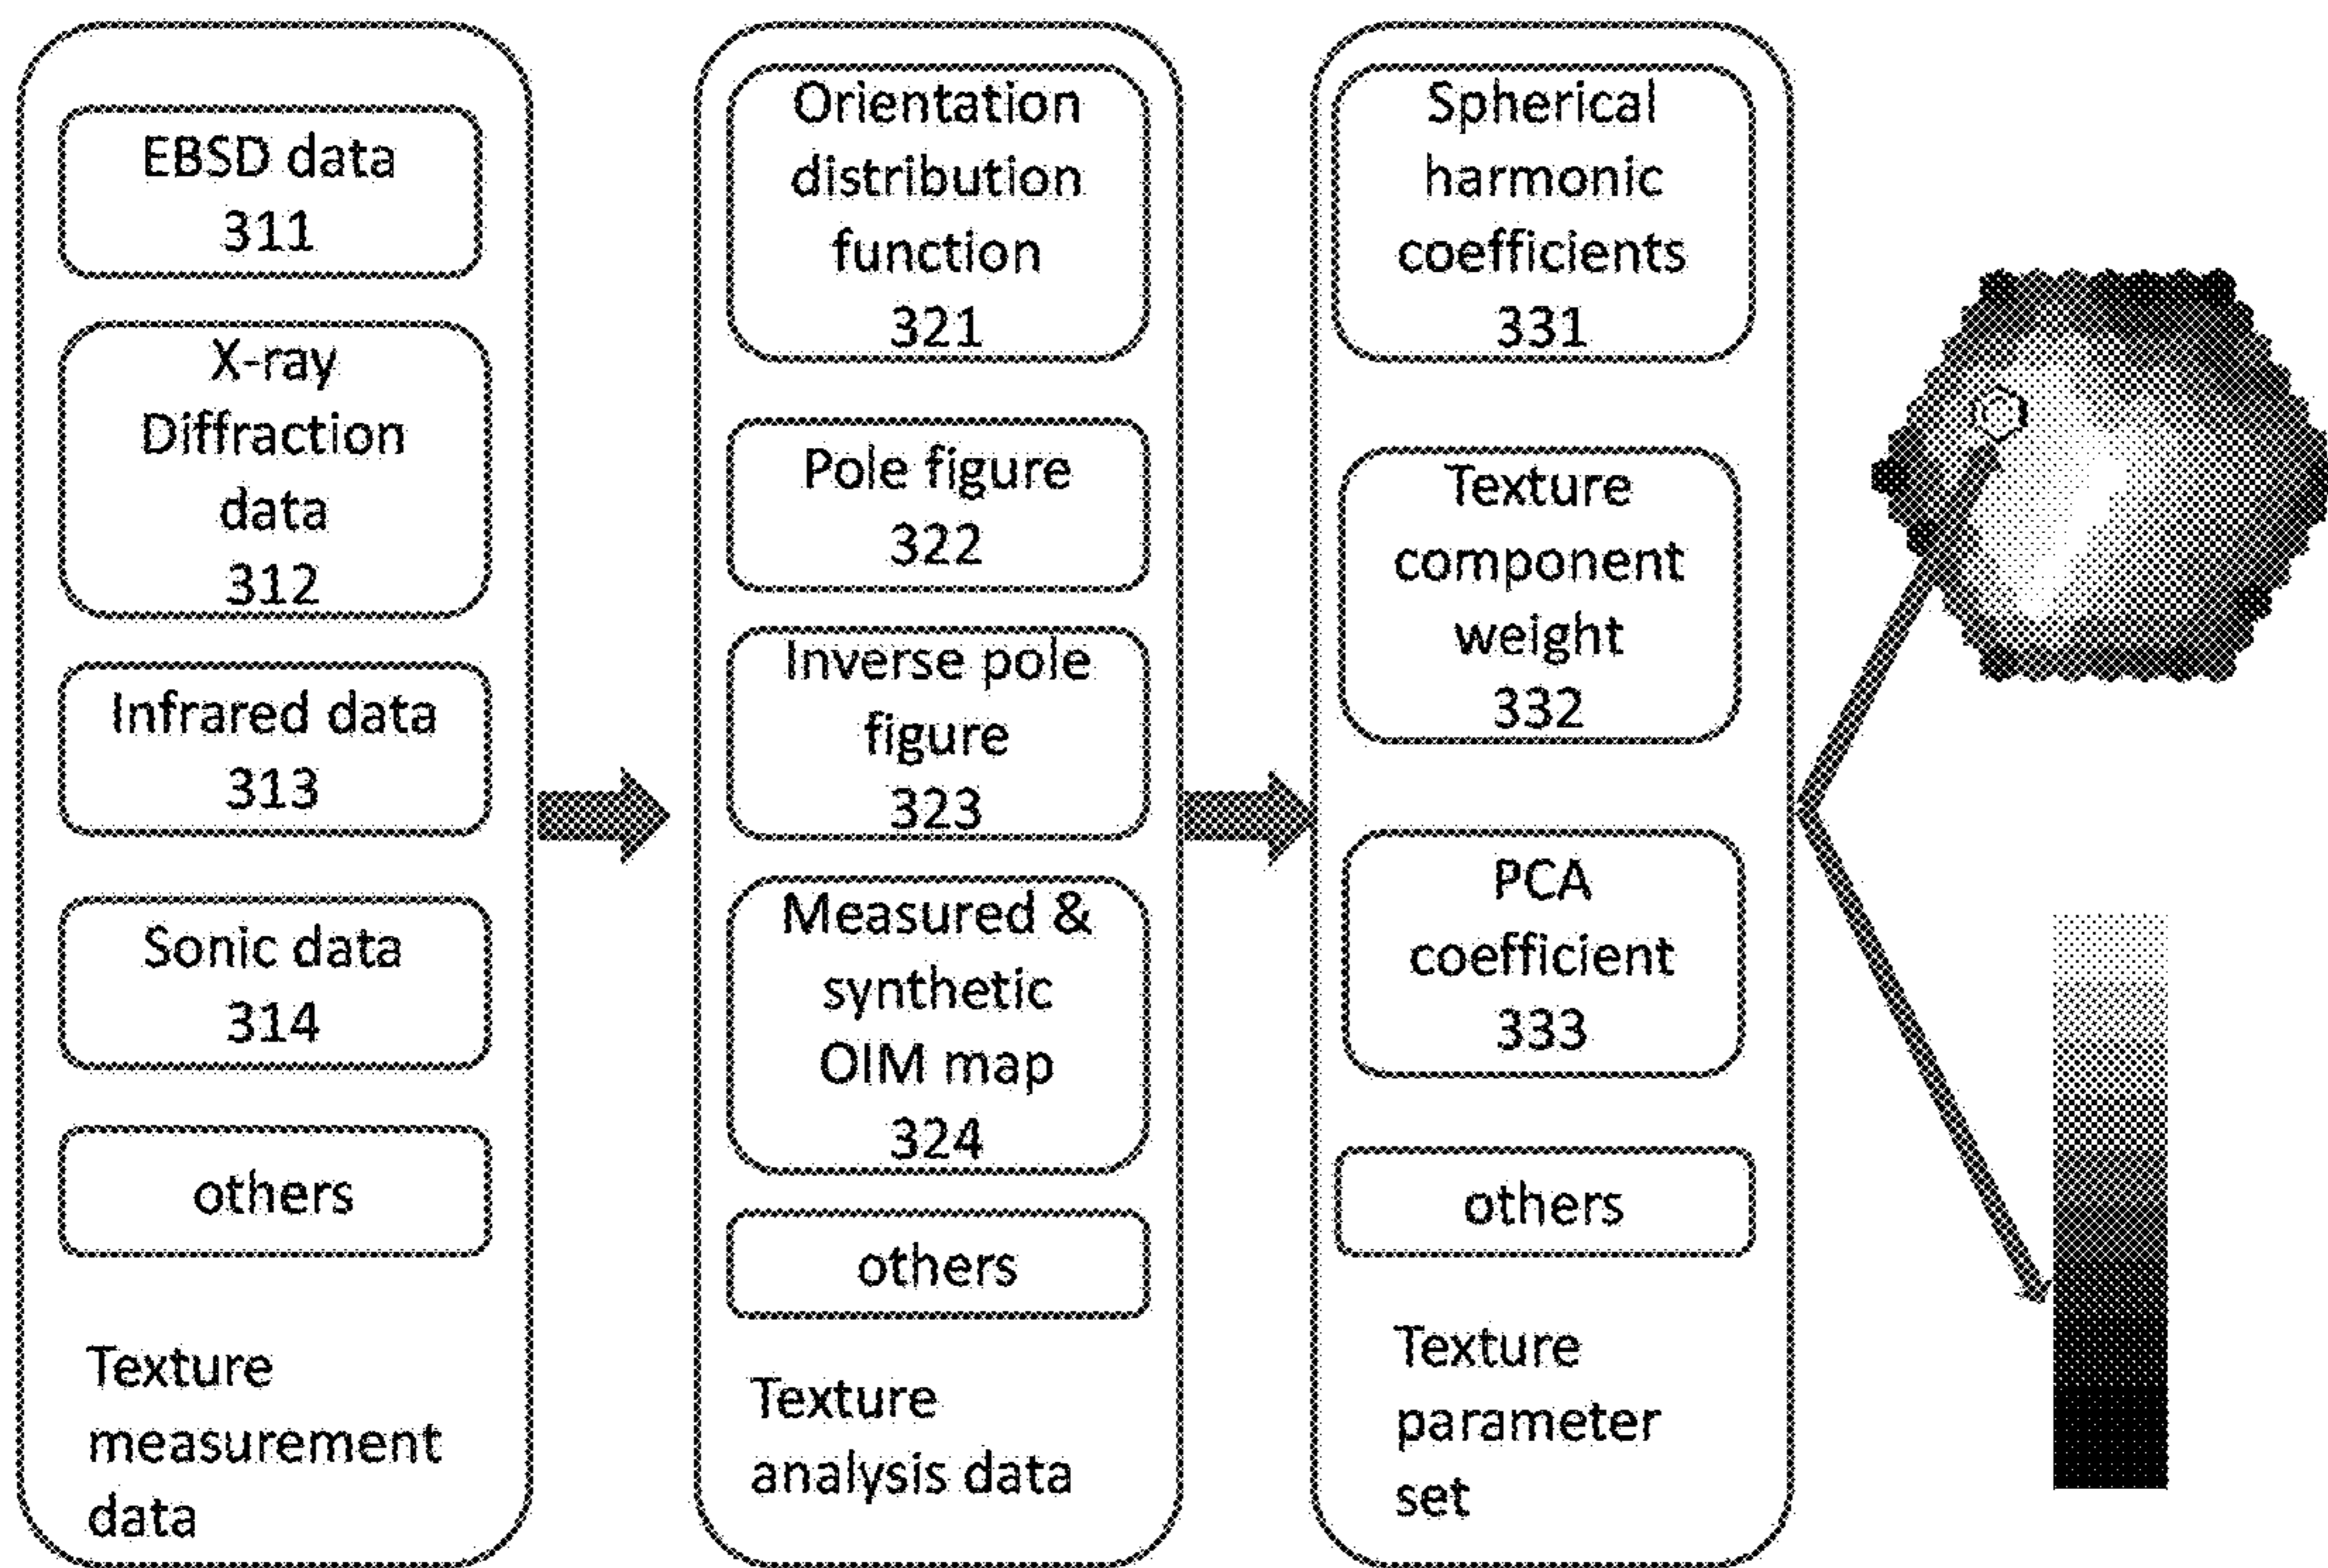 EBSD data
311
X-ray
Diffraction
data
312
Infrared data
313
Sonic data
314
others
Texture
measurement
data
Orientation
distribution
function
321
Pole figure
322
Inverse pole
figure
323
Measured &
synthetic
OIM map
324
others
Texture
analysis data
Spherical
harmonic
coefficients
331
Texture
component
weight
332
PCA
coefficient
333
others
Texture
parameter
set